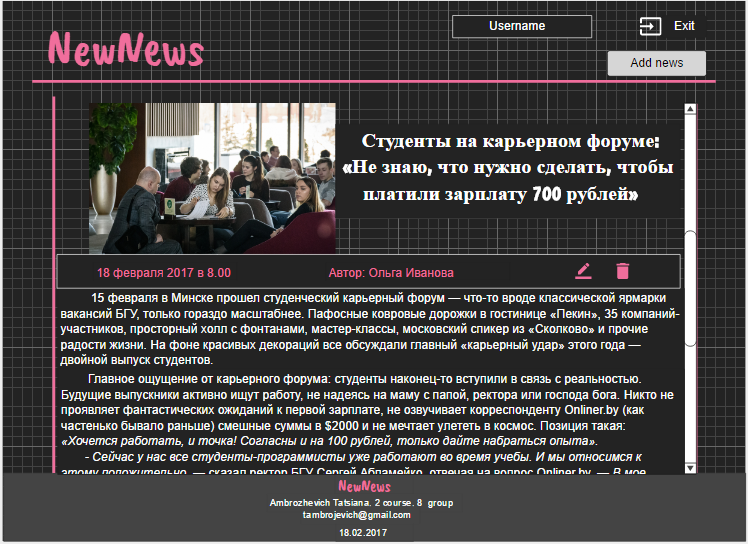 NewNews
Username
Exit
Add news
Студенты на карьерном форуме:
«Не знаю, что нужно сделать, чтобы
платили зарплату 700 рублей»
18 февраля 2017 в 8.00
Автор: Ольга Иванова
15 февраля в Минске прошел студенческий карьерный форум — что-то вроде классической ярмарки
вакансий БГУ, только гораздо масштабнее. Пафосные ковровые дорожки в гостинице «Пекин», 35 компаний-
участников, просторный холл с фонтанами, мастер-классы, московский спикер из «Сколково» и прочие
радости жизни. На фоне красивых декораций все обсуждали главный «карьерный удар» этого года —
двойной выпуск студентов.
Главное ощущение от карьерного форума: студенты наконец-то вступили в связь с реальностью.
Будущие выпускники активно ищут работу, не надеясь на маму с папой, ректора или господа бога. Никто не
проявляет фантастических ожиданий к первой зарплате, не озвучивает корреспонденту Onliner.by (как
частенько бывало раньше) смешные суммы в $2000 и не мечтает улететь в космос. Позиция такая:
«Хочется работать, и точка! Согласны и на 100 рублей, только дайте набраться опыта».
- Сейчас у нас все студенты-программисты уже работают во время учебы. И мы относимся к
этому положительно, — сказал ректор БГУ Сергей Абламейко, отвечая на вопрос Onliner.by. — В мое
NewNews
Ambrozhevich Tatsiana. 2 course. 8 group
tambrojevich@gmail.com
18.02.2017